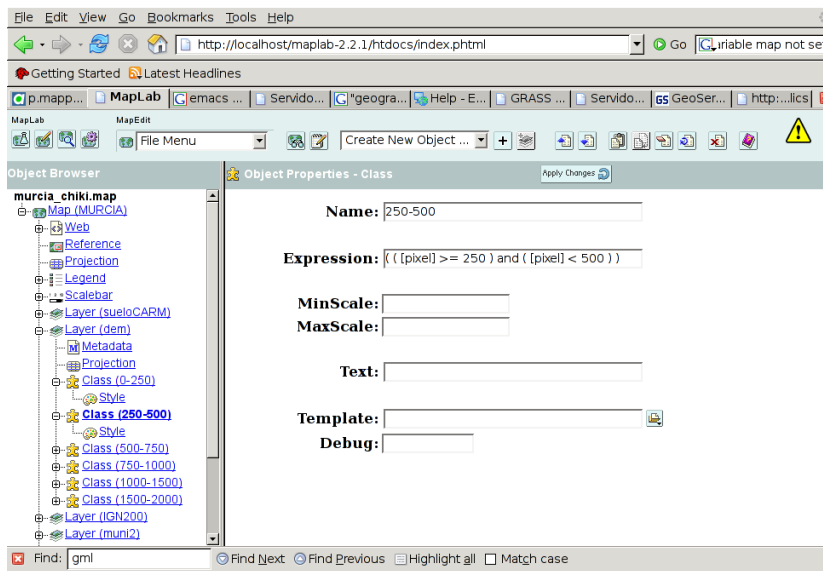 File Edit View Go Bookmarks Tools Help
http://localhost/maplab-2.2.1/htdocs/index.phtml Go uriable map not se
Getting Started Latest Headlines
p.mapp... MapLab emacs ... Servido... "geogra... Help - E... GRASS ... Servido... GeoSer... http:...lics
MapLab MapEdit
File Menu Create New Object ...
Object Browser Object Properties - Class Apply Changes
murcia_chiki.map
Map (MURCIA)
Web
Reference
Projection
Legend
Scalebar
Layer (sueloCARM)
Layer (dem)
Metadata
Projection
Class (0-250)
Style
Class (250-500)
Style
Class (500-750)
Class (750-1000)
Class (1000-1500)
Class (1500-2000)
Layer (IGN200)
Layer (muni2)
Name: 250-500
Expression: ( ( [pixel] >= 250 ) and ( [pixel] < 500 ) )
MinScale:
MaxScale:
Text:
Template:
Debug:
Find: gml Find Next Find Previous Highlight all Match case